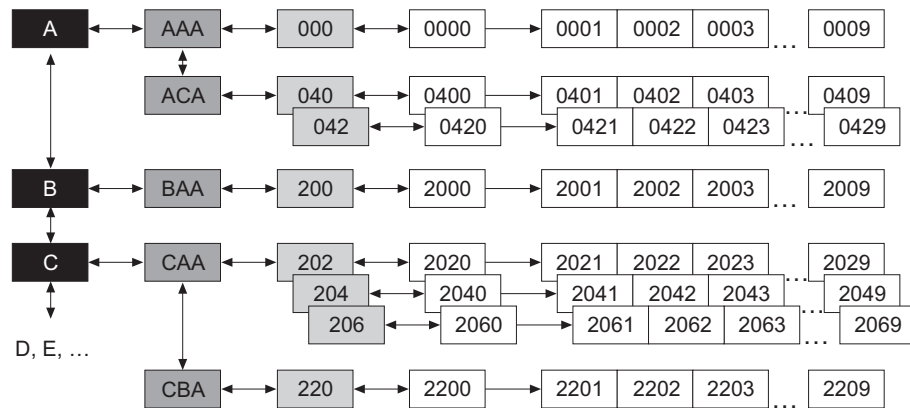 A AAA 000 0000 0001 0002 0003 ... 0009
ACA 040 0400 0401 0402 0403 ... 0409
042 0420 0421 0422 0423 ... 0429
B BAA 200 2000 2001 2002 2003 ... 2009
C CAA 202 2020 2021 2022 2023 ... 2029
204 2040 2041 2042 2043 ... 2049
206 2060 2061 2062 2063 ... 2069
D, E, ...
CBA 220 2200 2201 2202 2203 ... 2209